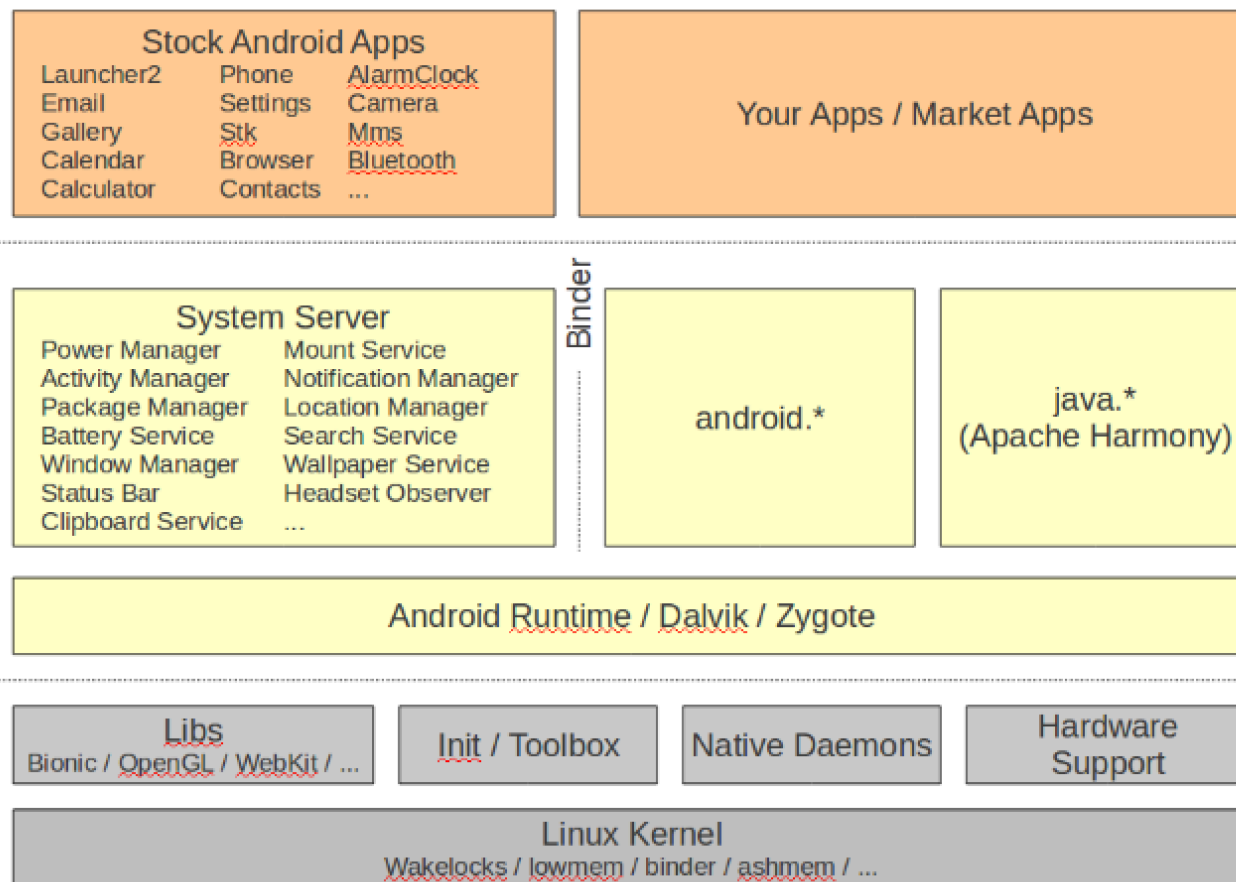 Stock Android Apps
Launcher2 Phone AlarmClock
Email Settings Camera
Gallery Stk Mms
Calendar Browser Bluetooth
Calculator Contacts ...
Your Apps / Market Apps
System Server
Power Manager Mount Service
Activity Manager Notification Manager
Package Manager Location Manager
Battery Service Search Service
Window Manager Wallpaper Service
Status Bar Headset Observer
Clipboard Service ...
Binder
android.*
java.*
(Apache Harmony)
Android Runtime / Dalvik / Zygote
Libs
Bionic / OpenGL / WebKit / ...
Init / Toolbox
Native Daemons
Hardware
Support
Linux Kernel
Wakelocks / lowmem / binder / ashmem / ...